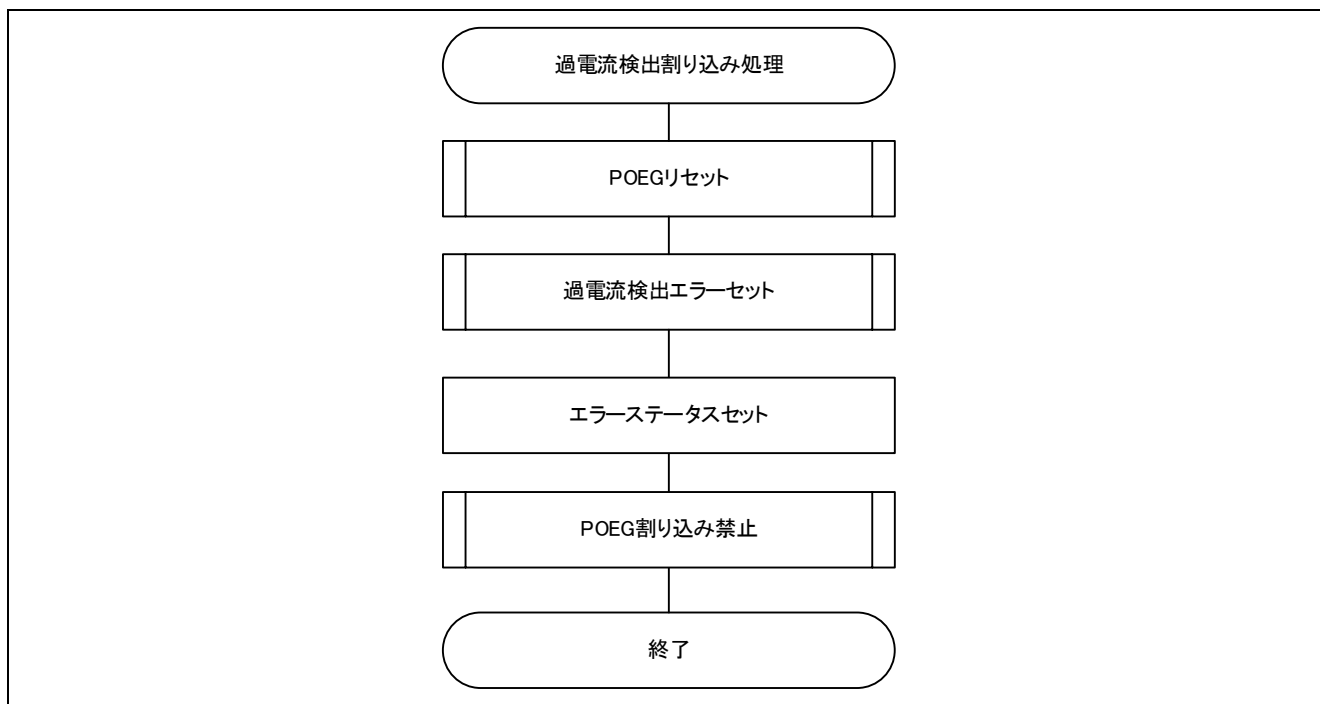 過電流検出割り込み処理
POEGリセット
過電流検出エラーセット
エラーステータスセット
POEG割り込み禁止
終了